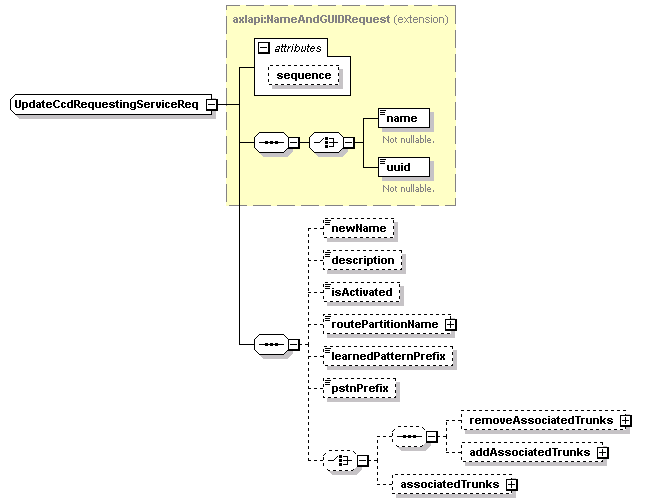 axlapi:NameAndGUIDRequest (extension)
attributes
sequence
UpdateCcdRequestingServiceReq
name
Not nullable.
uuid
Not nullable.
newName
description
isActivated
routePartitionName
learnedPatternPrefix
pstnPrefix
removeAssociatedTrunks
addAssociatedTrunks
associatedTrunks